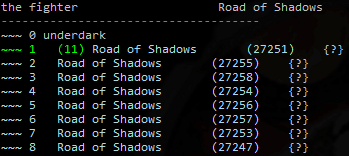 the fighter Road of Shadows
-----------------------------------
~~~ 0 underdark
~~~ 1 (11) Road of Shadows (27251) {?}
~~~ 2 Road of Shadows (27255) {?}
~~~ 3 Road of Shadows (27258) {?}
~~~ 4 Road of Shadows (27254) {?}
~~~ 5 Road of Shadows (27256) {?}
~~~ 6 Road of Shadows (27257) {?}
~~~ 7 Road of Shadows (27253) {?}
~~~ 8 Road of Shadows (27247) {?}